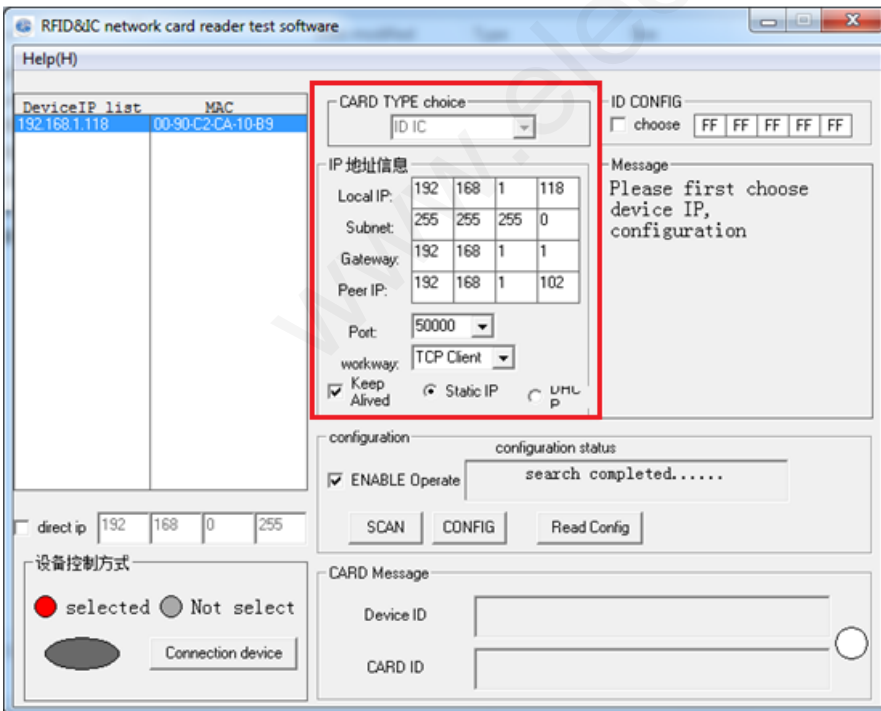 RFID&IC network card reader test software
Help(H)
DeviceIP list MAC
192.168.1.118 00-90-C2-CA-10-B9
CARD TYPE choice
ID IC
ID CONFIG
choose FF FF FF FF FF
IP 地址信息
Local IP: 192 168 1 118
Subnet: 255 255 255 0
Gateway: 192 168 1 1
Peer IP: 192 168 1 102
Port: 50000
workway: TCP Client
Keep
Alived
Static IP
Message
Please first choose
device IP,
configuration
configuration
configuration status
ENABLE Operate search completed......
SCAN CONFIG Read Config
direct ip 192 168 0 255
设备控制方式
selected Not select
Connection device
CARD Message
Device ID
CARD ID